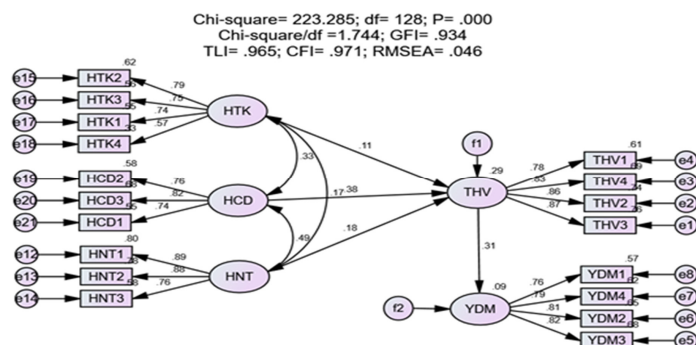 Chi-square= 223.285; df= 128; P= .000
Chi-square/df =1.744; GFI= .934
TLI= .965; CFI= .971; RMSEA= .046
e15 HTK2 .62 .79
e16 HTK3 .75
e17 HTK1 .74
e18 HTK4 .57
HTK
.11
.33
e19 HCD2 .58 .76
e20 HCD3 .82
e21 HCD1 .74
HCD
.17 .38
.49
.18
e12 HNT1 .80 .89
e13 HNT2 .88
e14 HNT3 .76
HNT
f1
THV .29
.78 THV1 .61 e4
.83 THV4 e3
.86 THV2 e2
.87 THV3 e1
.31
f2
YDM .09
.76 YDM1 .57 e8
.79 YDM4 e7
.81 YDM2 e6
.82 YDM3 e5